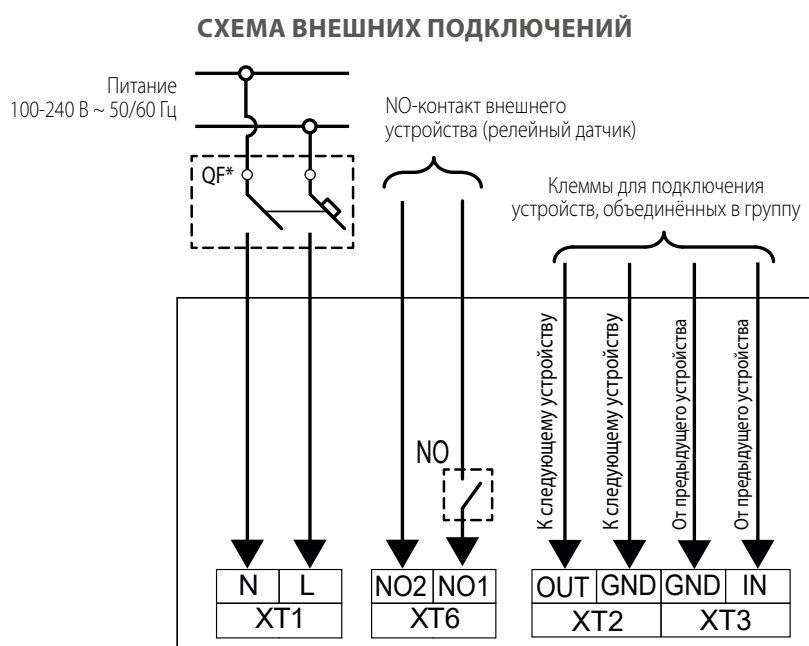 СХЕМА ВНЕШНИХ ПОДКЛЮЧЕНИЙ
Питание
100-240 В ~ 50/60 Гц
QF*
NO-контакт внешнего
устройства (релейный датчик)
Клеммы для подключения
устройств, объединённых в группу
NO
К следующему устройству
К следующему устройству
От предыдущего устройства
От предыдущего устройства
N L
XT1
NO2 NO1
XT6
OUT GND GND IN
XT2 XT3